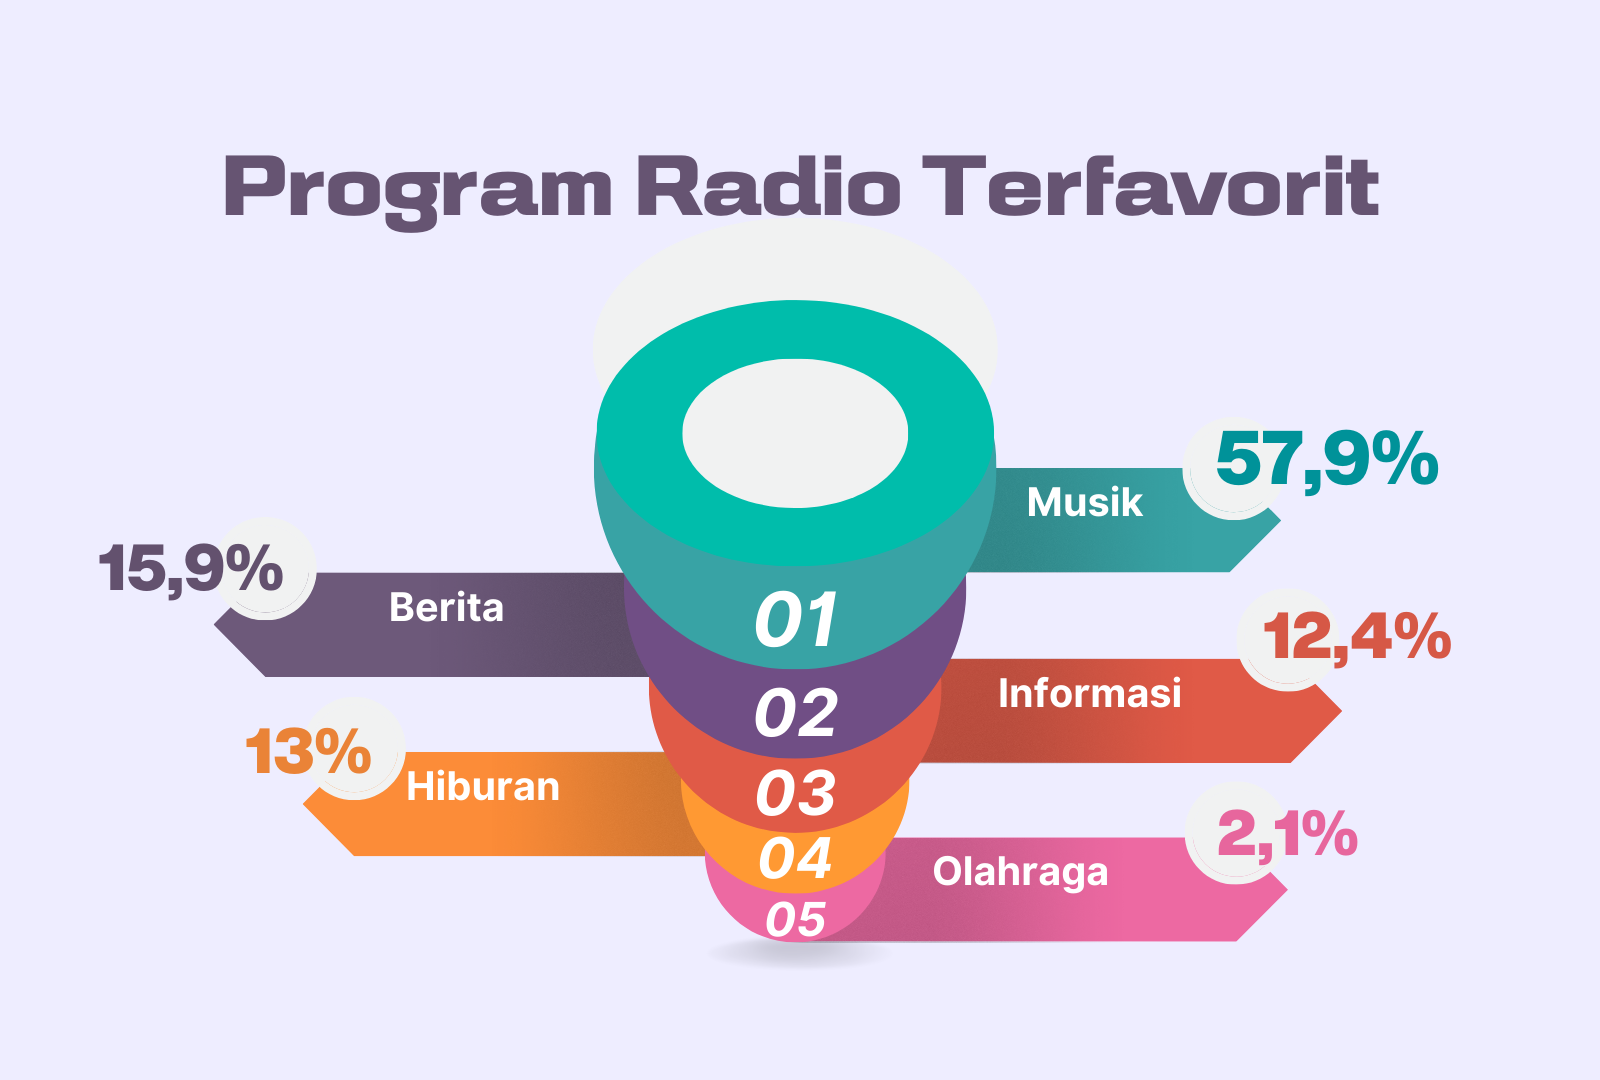 Program Radio Terfavorit
57,9%
Musik
15,9%
Berita
01
12,4%
Informasi
02
13%
Hiburan
03
2,1%
Olahraga
04
05